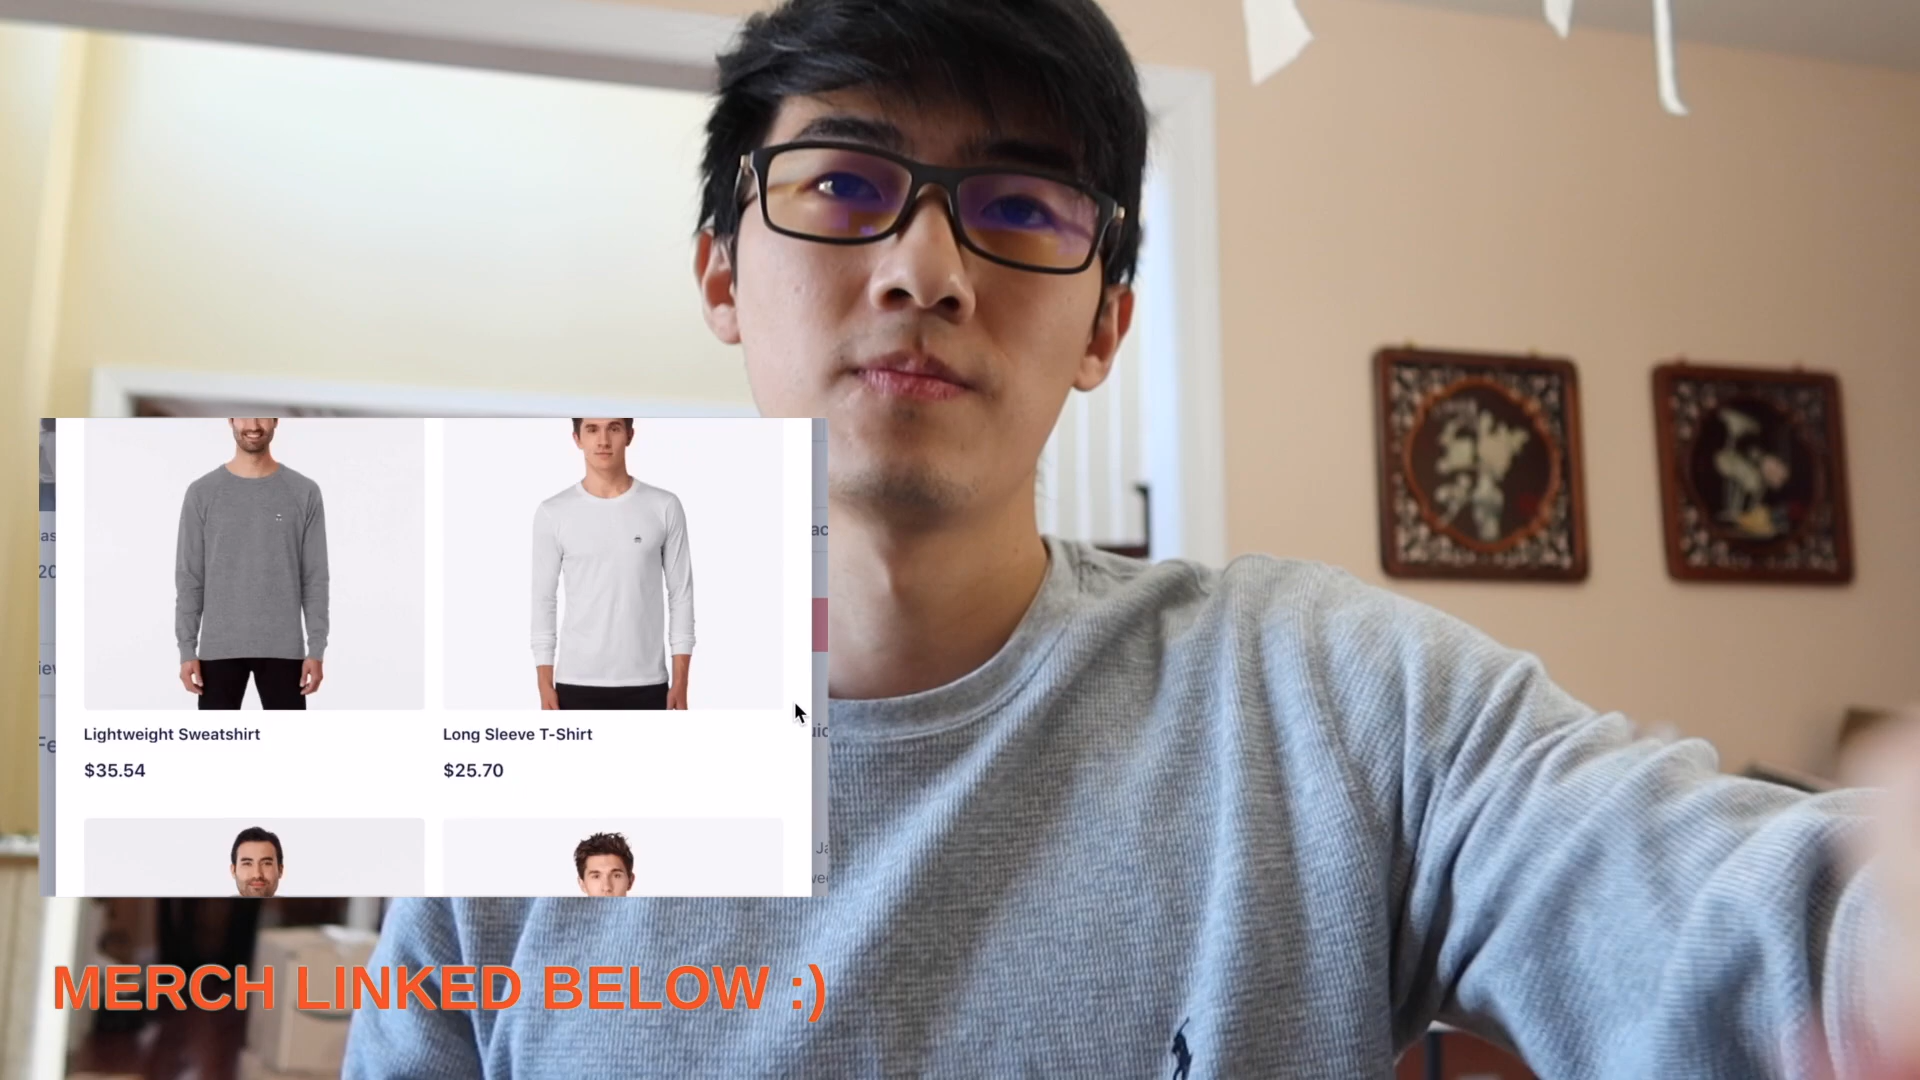 Lightweight Sweatshirt
$35.54
Long Sleeve T-Shirt
$25.70
MERCH LINKED BELOW :)